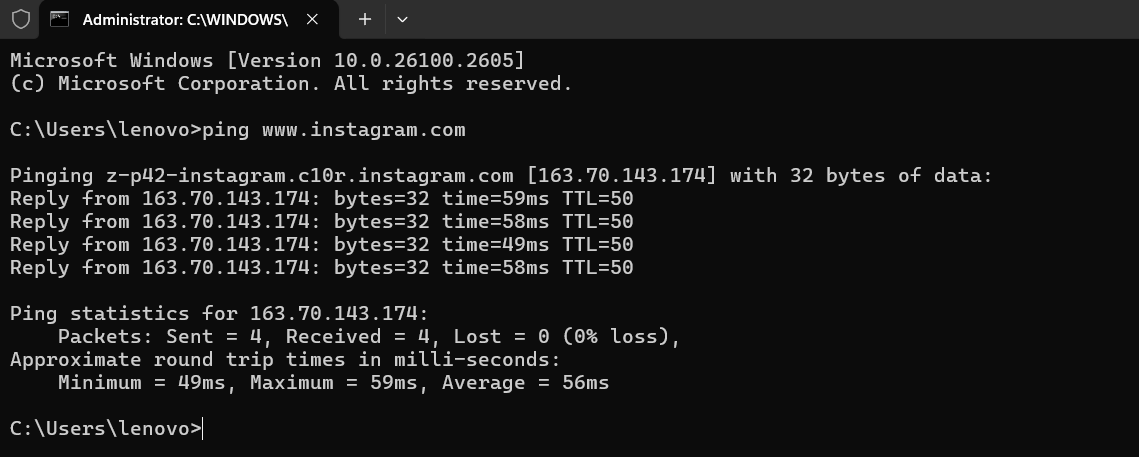 Administrator: C:\WINDOWS\
Microsoft Windows [Version 10.0.26100.2605]
(c) Microsoft Corporation. All rights reserved.
C:\Users\lenovo>ping www.instagram.com
Pinging z-p42-instagram.c10r.instagram.com [163.70.143.174] with 32 bytes of data:
Reply from 163.70.143.174: bytes=32 time=59ms TTL=50
Reply from 163.70.143.174: bytes=32 time=58ms TTL=50
Reply from 163.70.143.174: bytes=32 time=49ms TTL=50
Reply from 163.70.143.174: bytes=32 time=58ms TTL=50
Ping statistics for 163.70.143.174:
    Packets: Sent = 4, Received = 4, Lost = 0 (0% loss),
Approximate round trip times in milli-seconds:
    Minimum = 49ms, Maximum = 59ms, Average = 56ms
C:\Users\lenovo>